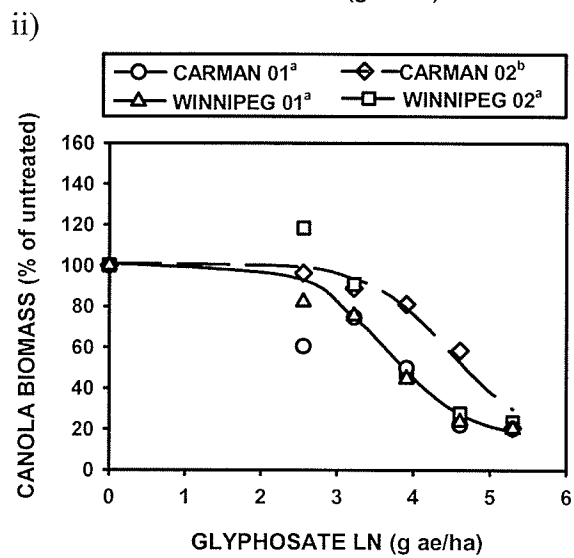 ii)
CARMAN 01ᵃ
CARMAN 02ᵇ
WINNIPEG 01ᵃ
WINNIPEG 02ᵃ
CANOLA BIOMASS (% of untreated)
160
140
120
100
80
60
40
20
0
0 1 2 3 4 5 6
GLYPHOSATE LN (g ae/ha)